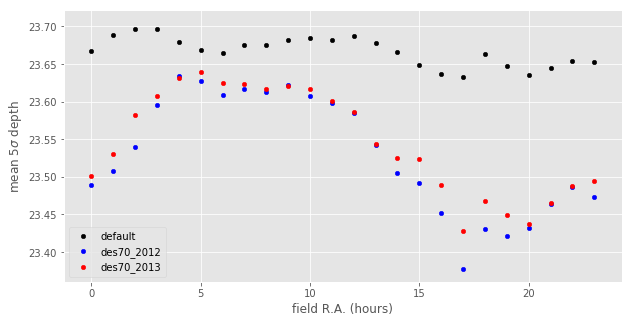 23.70
23.65
23.60
23.55
23.50
23.45
23.40
mean 5σ depth
default
des70_2012
des70_2013
0
5
10
15
20
field R.A. (hours)